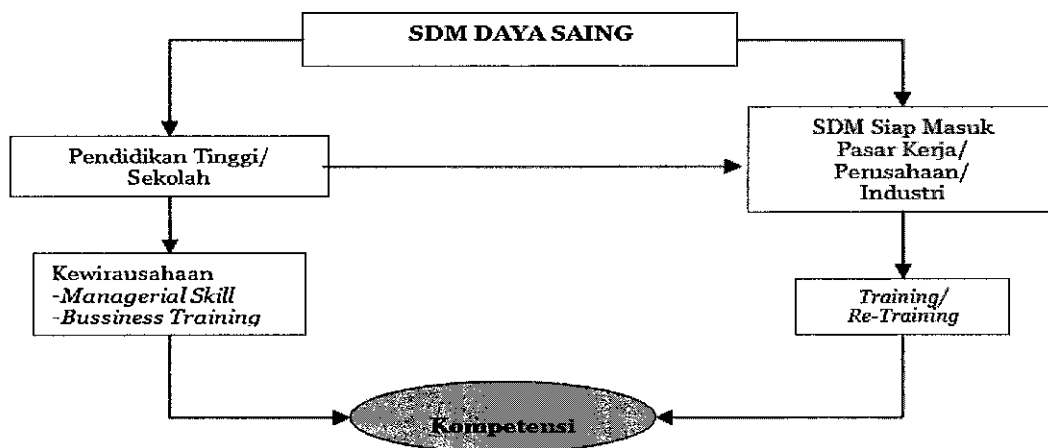 SDM DAYA SAING
Pendidikan Tinggi/
Sekolah
SDM Siap Masuk
Pasar Kerja/
Perusahaan/
Industri
Kewirausahaan
-Managerial Skill
-Bussiness Training
Training/
Re-Training
Kompetensi